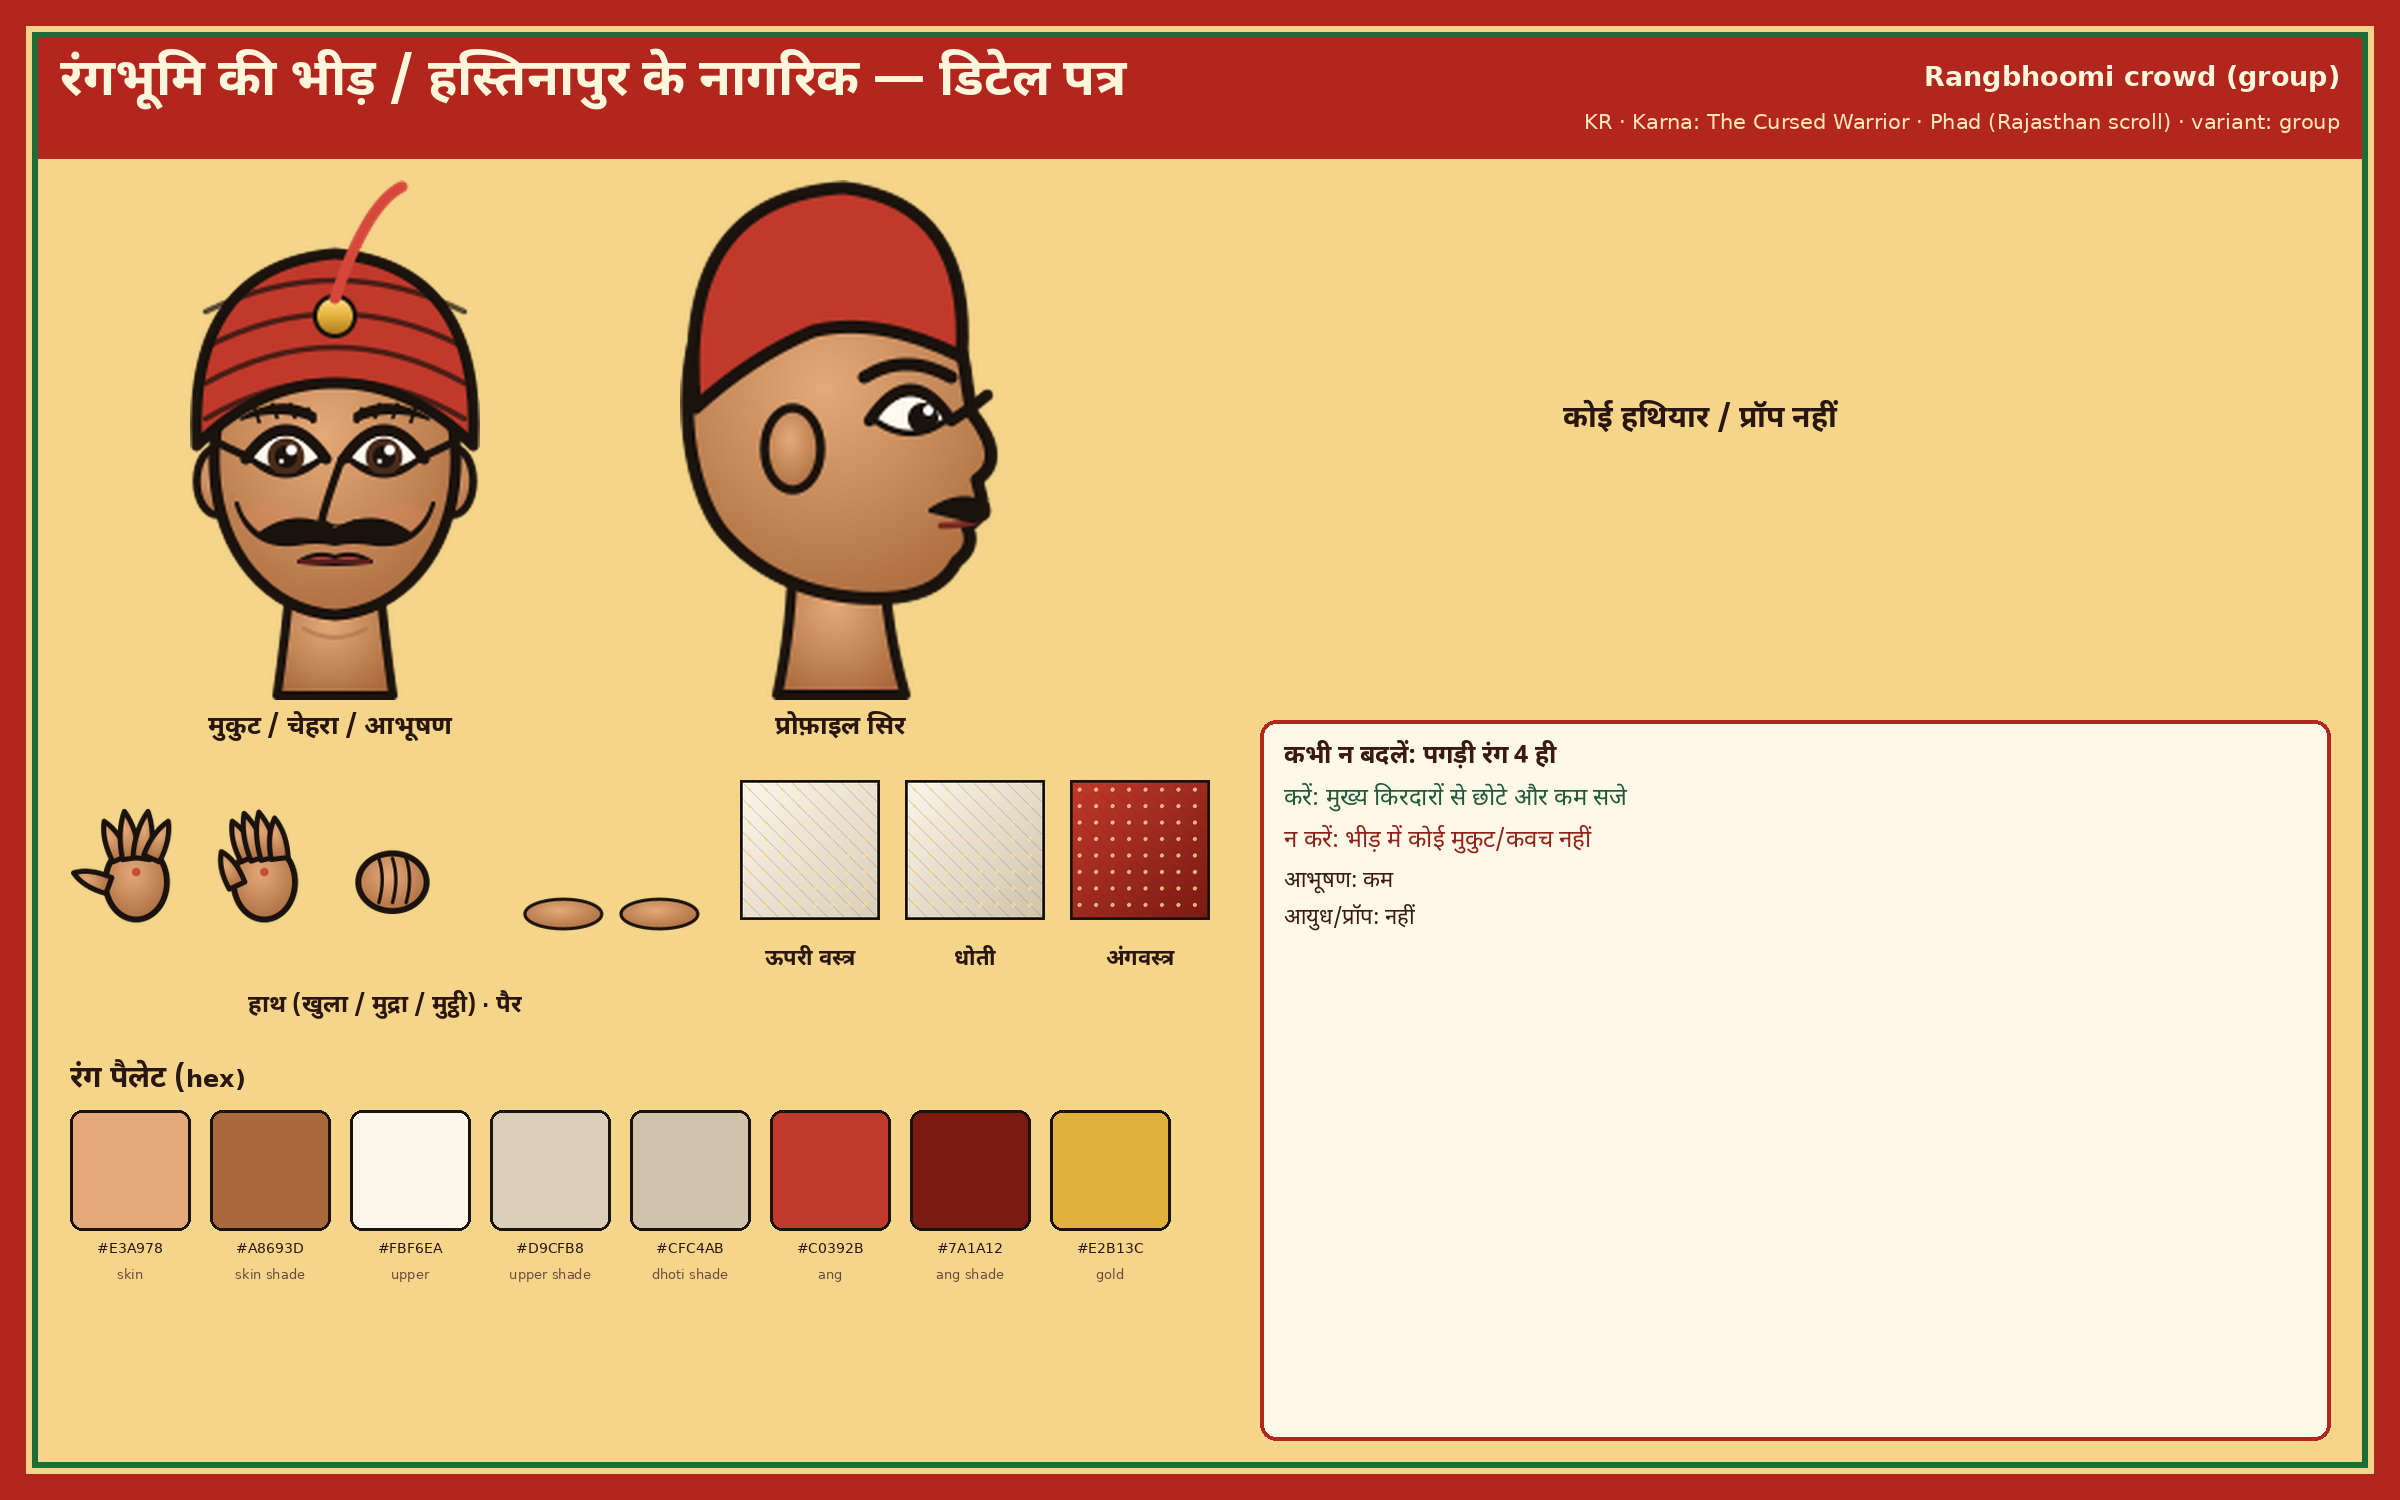 रंगभूमि की भीड़ / हस्तिनापुर के नागरिक — डिटेल पत्र
Rangbhoomi crowd (group)
KR · Karna: The Cursed Warrior · Phad (Rajasthan scroll) · variant: group
कोई हथियार / प्रॉप नहीं
मुकुट / चेहरा / आभूषण
प्रोफ़ाइल सिर
कभी न बदलें: पगड़ी रंग 4 ही
करें: मुख्य किरदारों से छोटे और कम सजे
न करें: भीड़ में कोई मुकुट/कवच नहीं
आभूषण: कम
आयुध/प्रॉप: नहीं
ऊपरी वस्त्र
धोती
अंगवस्त्र
हाथ (खुला / मुद्रा / मुट्ठी) · पैर
रंग पैलेट (hex)
#E3A978
#A8693D
#FBF6EA
#D9CFB8
#CFC4AB
#C0392B
#7A1A12
#E2B13C
skin
skin shade
upper
upper shade
dhoti shade
ang
ang shade
gold